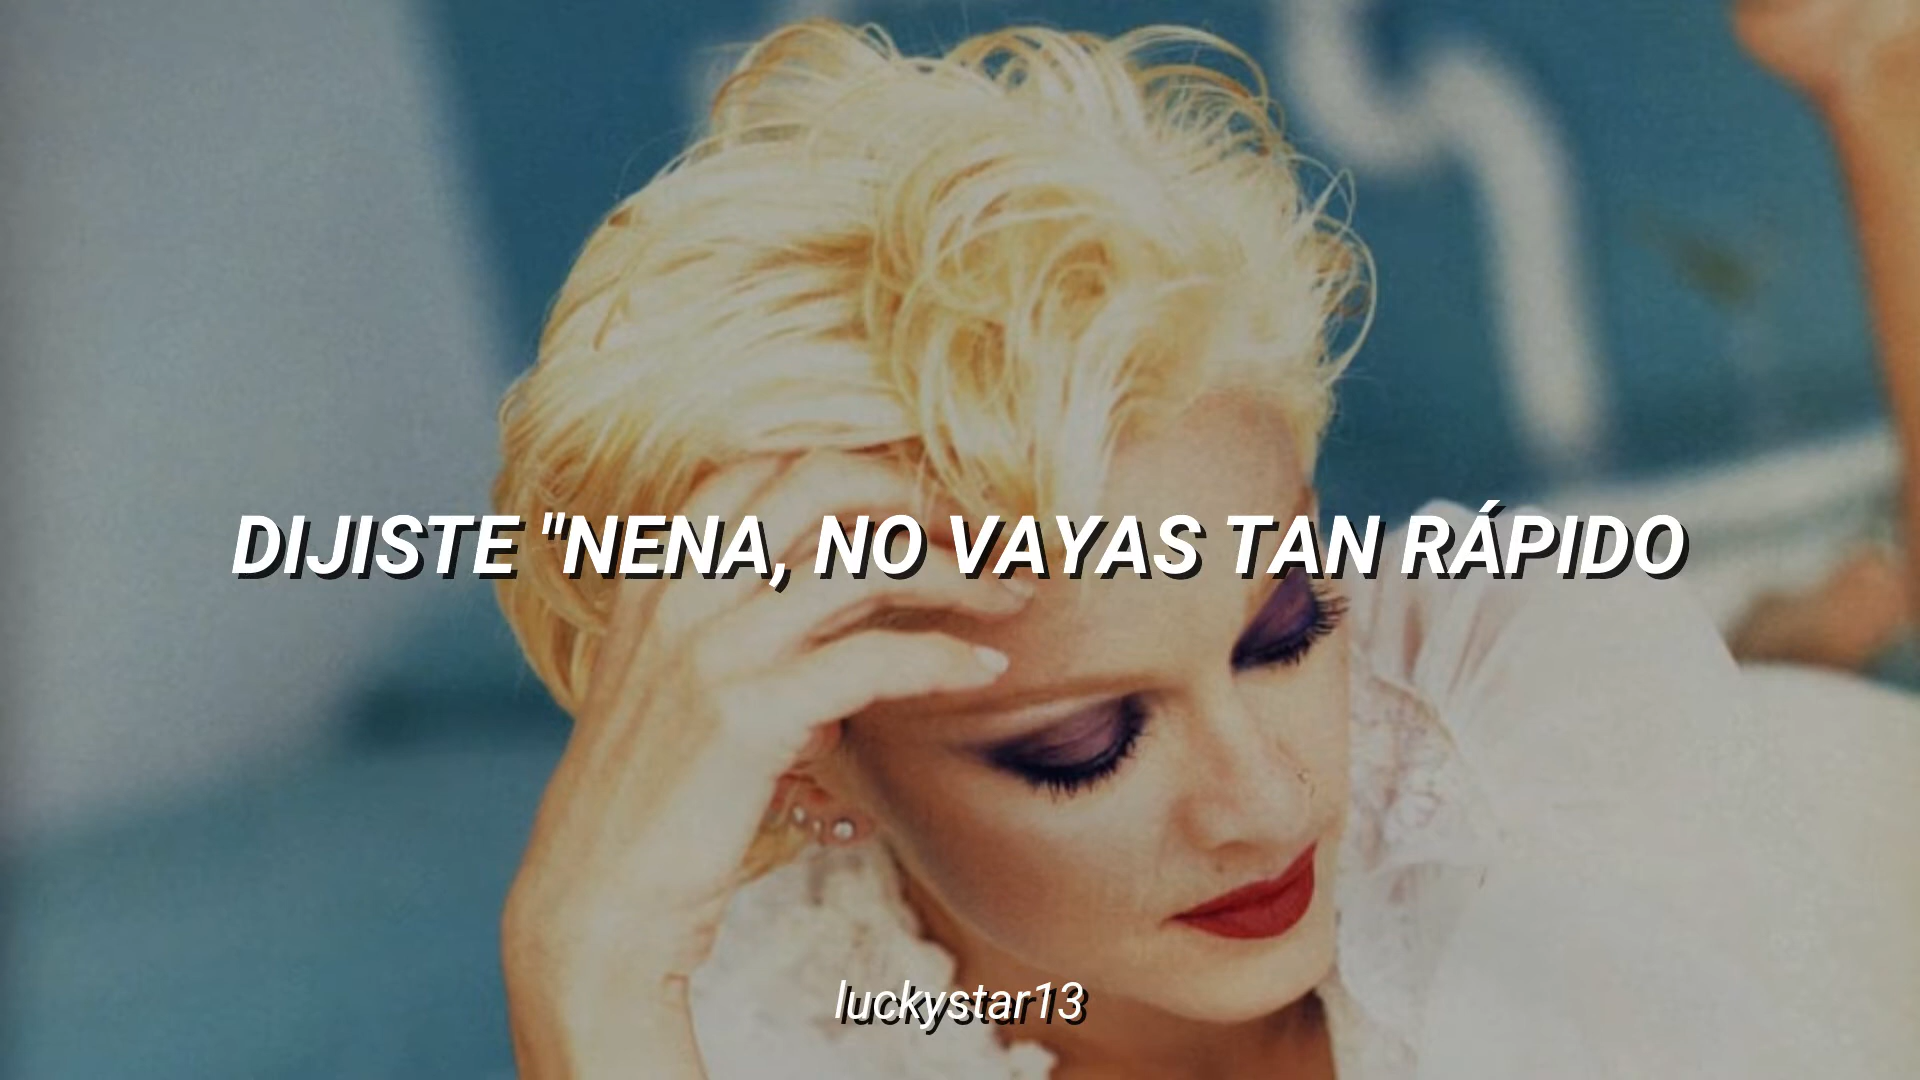 DIJISTE "NENA, NO VAYAS TAN RÁPIDO
luckystar13